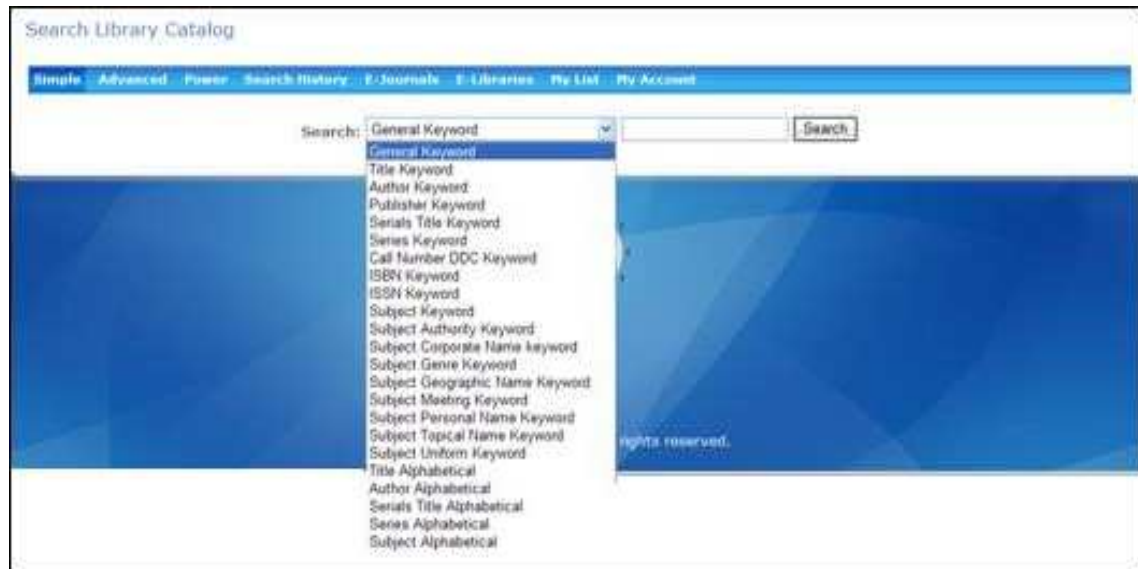 Search Library Catalog
Simple Advanced Power Search History E-Journals E-Libraries My List My Account
Search: General Keyword Search
General Keyword
Title Keyword
Author Keyword
Publisher Keyword
Serials Title Keyword
Series Keyword
Call Number DDC Keyword
ISBN Keyword
ISSN Keyword
Subject Keyword
Subject Authority Keyword
Subject Corporate Name keyword
Subject Genre Keyword
Subject Geographic Name Keyword
Subject Meeting Keyword
Subject Personal Name Keyword
Subject Topical Name Keyword
rights reserved.
Subject Uniform Keyword
Title Alphabetical
Author Alphabetical
Serials Title Alphabetical
Series Alphabetical
Subject Alphabetical